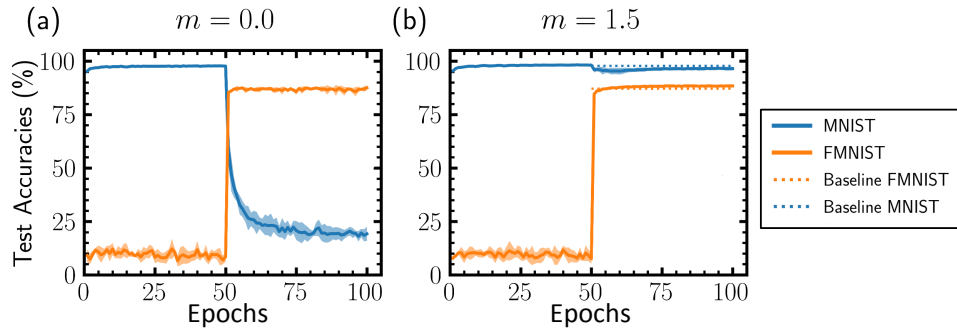 (a) m = 0.0
(b) m = 1.5
Test Accuracies (%)
100
75
50
25
0
0 25 50 75 100
Epochs
100
75
50
25
0
0 25 50 75 100
Epochs
MNIST
FMNIST
Baseline FMNIST
Baseline MNIST